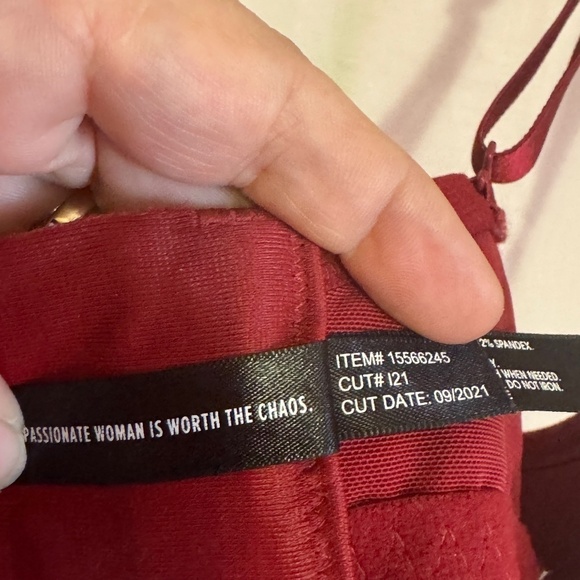 PASSIONATE WOMAN IS WORTH THE CHAOS.
ITEM# 15566245
CUT# I21
CUT DATE: 09/2021
2% SPANDEX.
WHEN NEEDED.
DO NOT IRON.